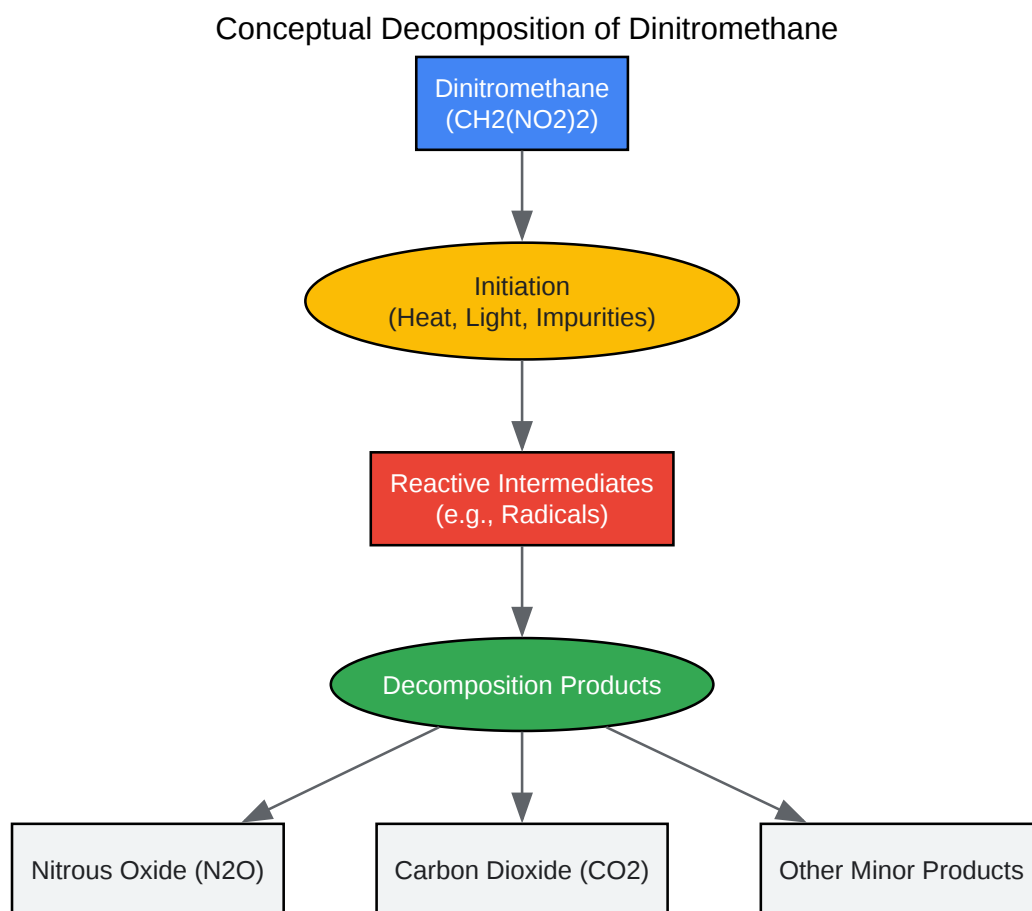 Conceptual Decomposition of Dinitromethane
Dinitromethane
(CH2(NO2)2)
Initiation
(Heat, Light, Impurities)
Reactive Intermediates
(e.g., Radicals)
Decomposition Products
Nitrous Oxide (N2O)
Carbon Dioxide (CO2)
Other Minor Products